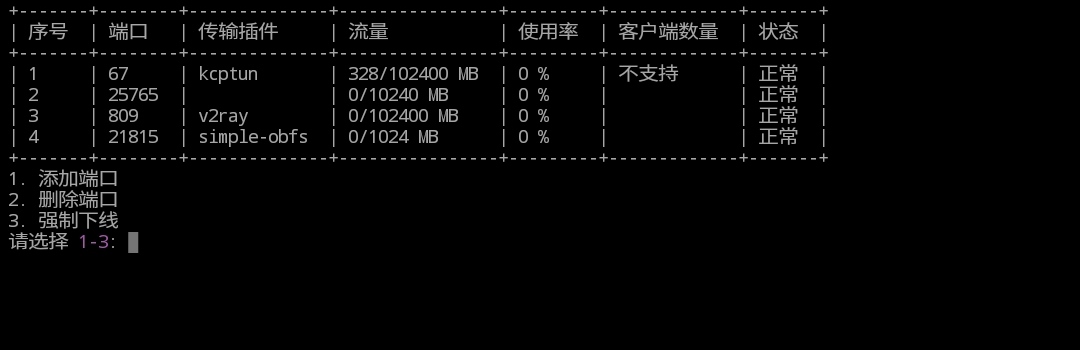 +-------+--------+--------------+----------------+---------+-------------+-------+
| 序号  | 端口   | 传输插件     | 流量           | 使用率  | 客户端数量  | 状态  |
+-------+--------+--------------+----------------+---------+-------------+-------+
| 1     | 67     | kcptun       | 328/102400 MB  | 0 %     | 不支持      | 正常  |
| 2     | 25765  |              | 0/10240 MB     | 0 %     |             | 正常  |
| 3     | 809    | v2ray        | 0/102400 MB    | 0 %     |             | 正常  |
| 4     | 21815  | simple-obfs  | 0/1024 MB      | 0 %     |             | 正常  |
+-------+--------+--------------+----------------+---------+-------------+-------+
1. 添加端口
2. 删除端口
3. 强制下线
请选择 1-3: